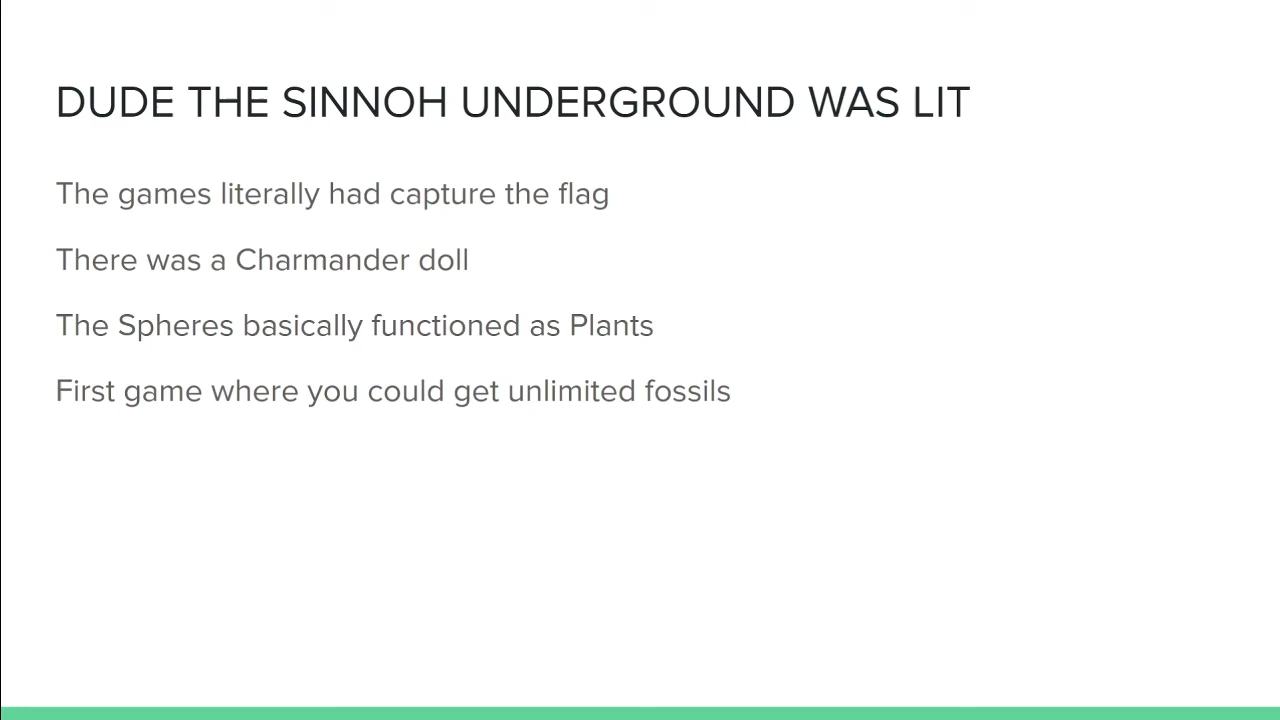 DUDE THE SINNOH UNDERGROUND WAS LIT
The games literally had capture the flag
There was a Charmander doll
The Spheres basically functioned as Plants
First game where you could get unlimited fossils